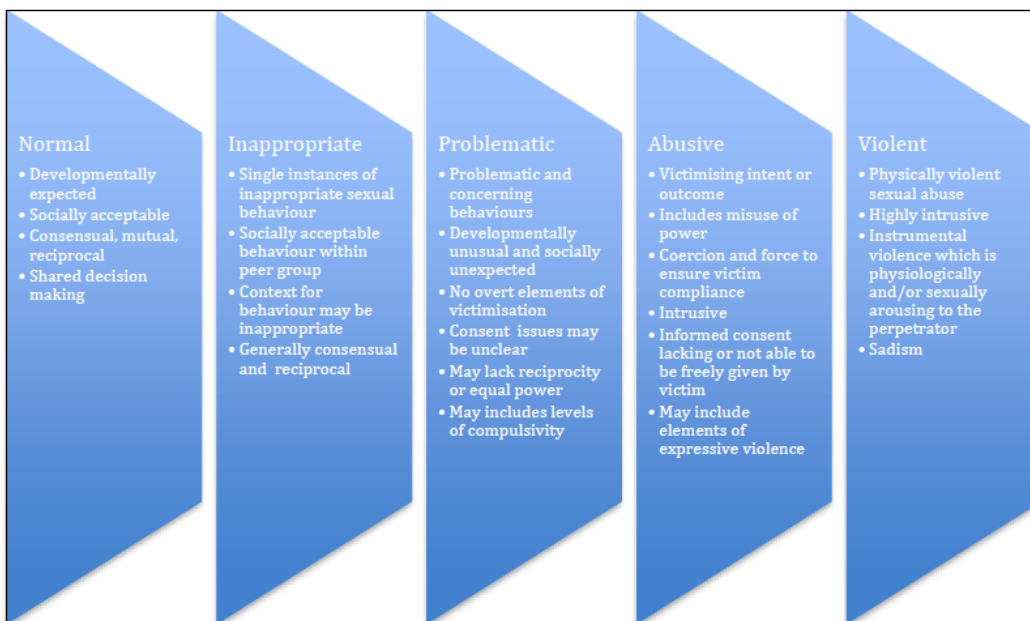 Normal
• Developmentally
expected
• Socially acceptable
• Consensual, mutual,
reciprocal
• Shared decision
making
Inappropriate
• Single instances of
inappropriate sexual
behaviour
• Socially acceptable
behaviour within
peer group
• Context for
behaviour may be
inappropriate
• Generally consensual
and reciprocal
Problematic
• Problematic and
concerning
behaviours
• Developmentally
unusual and socially
unexpected
• No overt elements of
victimisation
• Consent issues may
be unclear
• May lack reciprocity
or equal power
• May includes levels
of compulsivity
Abusive
• Victimising intent or
outcome
• Includes misuse of
power
• Coercion and force to
ensure victim
compliance
• Intrusive
• Informed consent
lacking or not able to
be freely given by
victim
• May include
elements of
expressive violence
Violent
• Physically violent
sexual abuse
• Highly intrusive
• Instrumental
violence which is
physiologically
and/or sexually
arousing to the
perpetrator
• Sadism